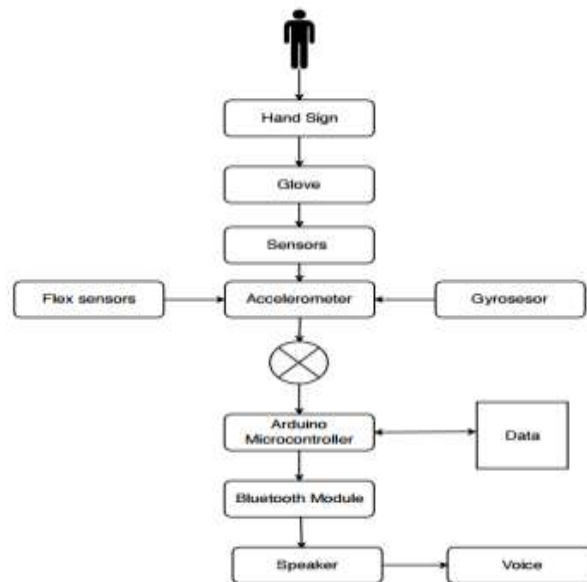 Hand Sign
Glove
Sensors
Flex sensors
Accelerometer
Gyrosesor
Arduino
Microcontroller
Data
Bluetooth Module
Speaker
Voice